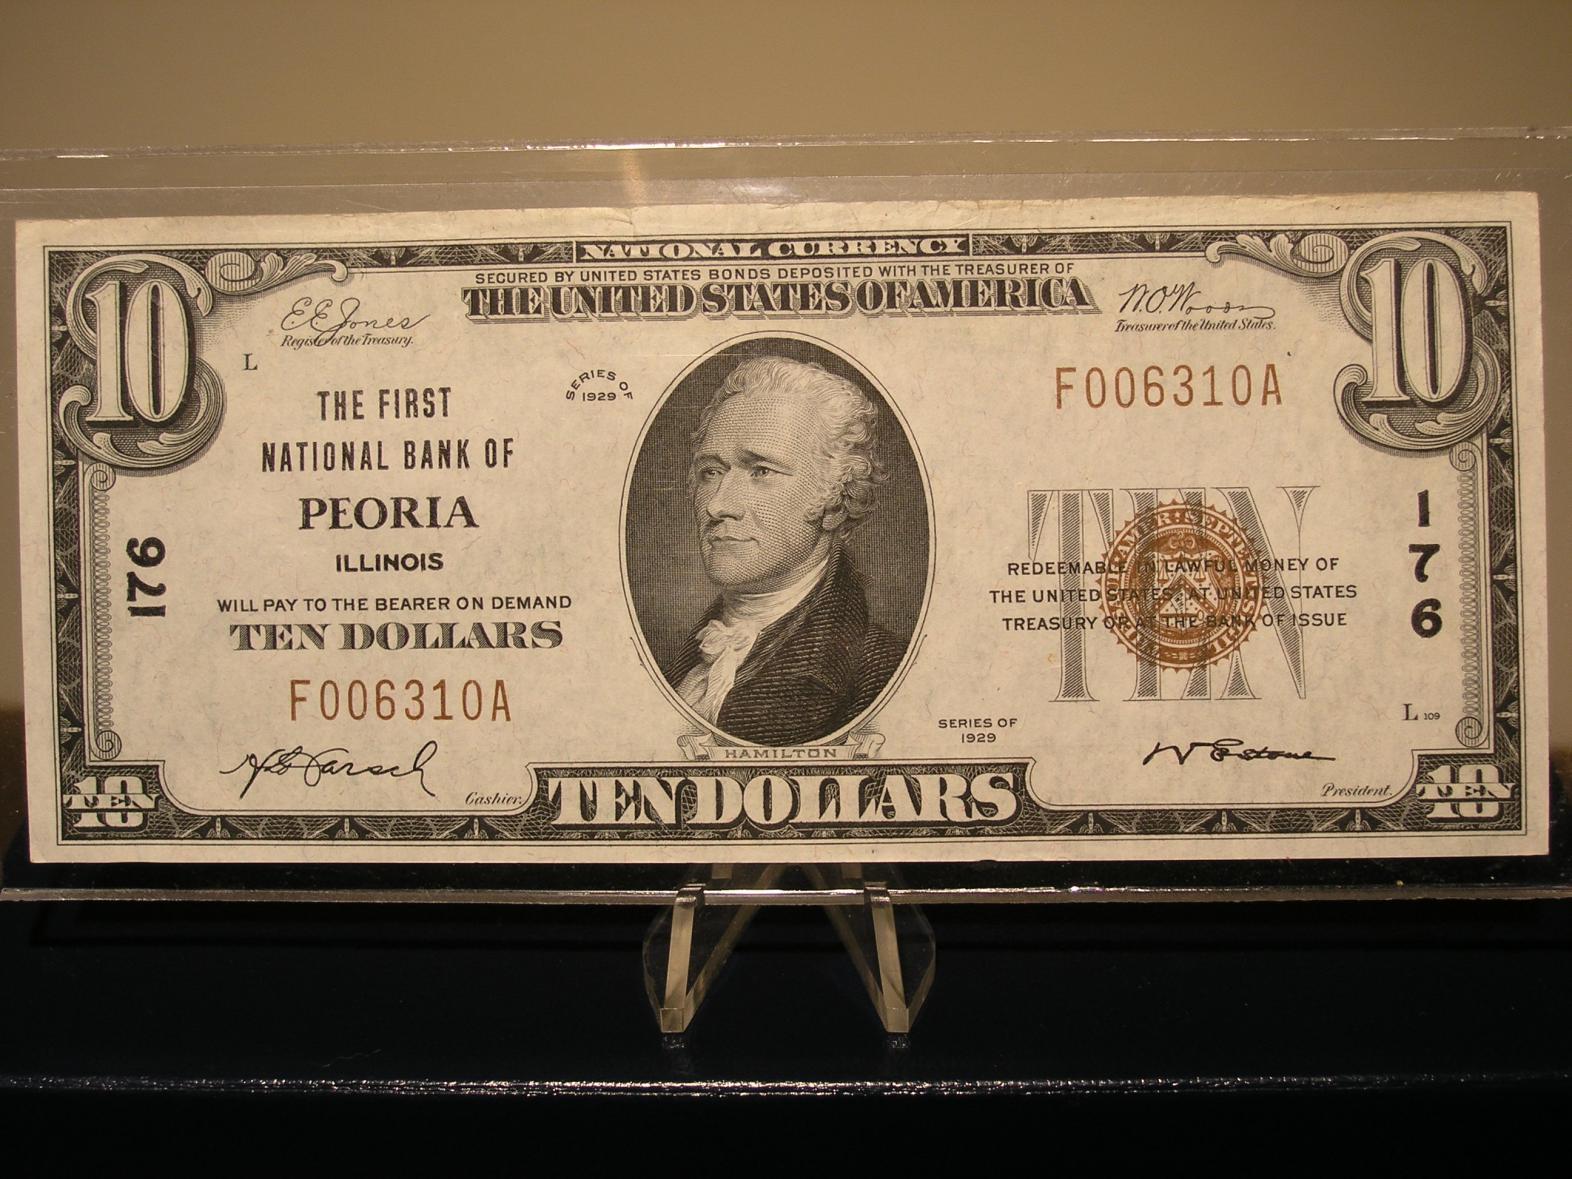 NATIONAL CURRENCY
SECURED BY UNITED STATES BONDS DEPOSITED WITH THE TREASURER OF
THE UNITED STATES OF AMERICA
10
10
E.E. Jones
Register of the Treasury.
W.O. Woods
Treasurer of the United States.
L
SERIES OF
1929
F006310A
THE FIRST
NATIONAL BANK OF
PEORIA
ILLINOIS
176
176
WILL PAY TO THE BEARER ON DEMAND
TEN DOLLARS
F006310A
TEN
REDEEMABLE IN LAWFUL MONEY OF
THE UNITED STATES AT UNITED STATES
TREASURY OR AT THE BANK OF ISSUE
L 109
SERIES OF
1929
HAMILTON
Cashier.
W E Stone
President.
10
TEN
TEN DOLLARS
10
TEN